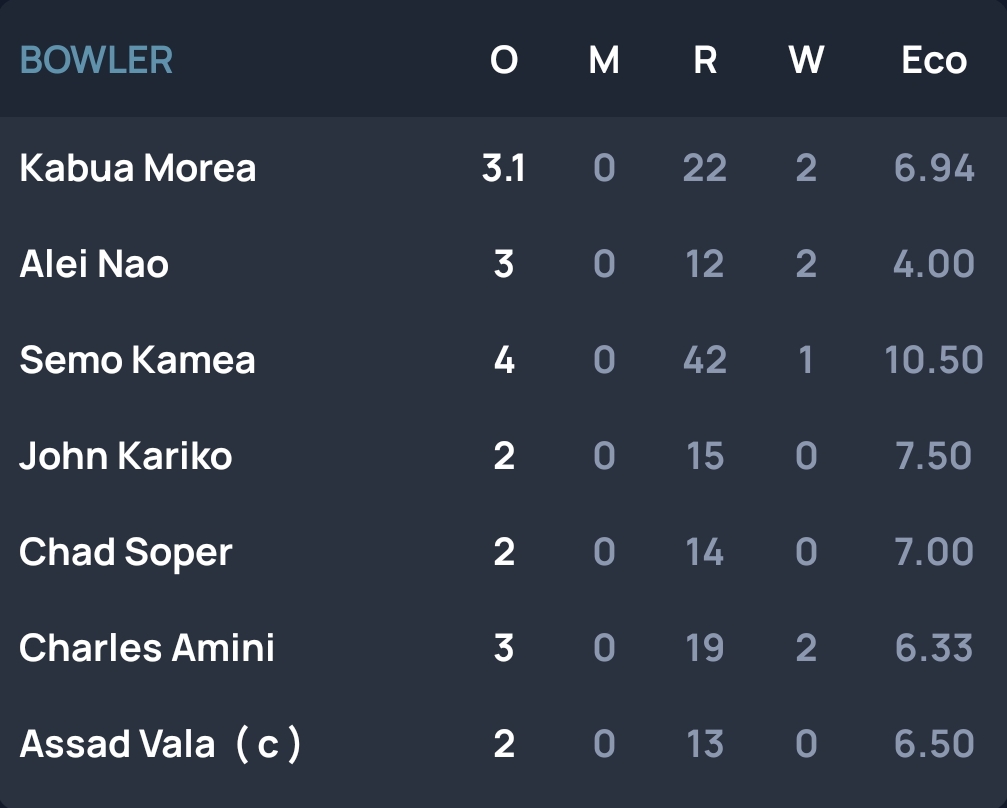 BOWLER O M R W Eco
Kabua Morea 3.1 0 22 2 6.94
Alei Nao 3 0 12 2 4.00
Semo Kamea 4 0 42 1 10.50
John Kariko 2 0 15 0 7.50
Chad Soper 2 0 14 0 7.00
Charles Amini 3 0 19 2 6.33
Assad Vala ( c ) 2 0 13 0 6.50